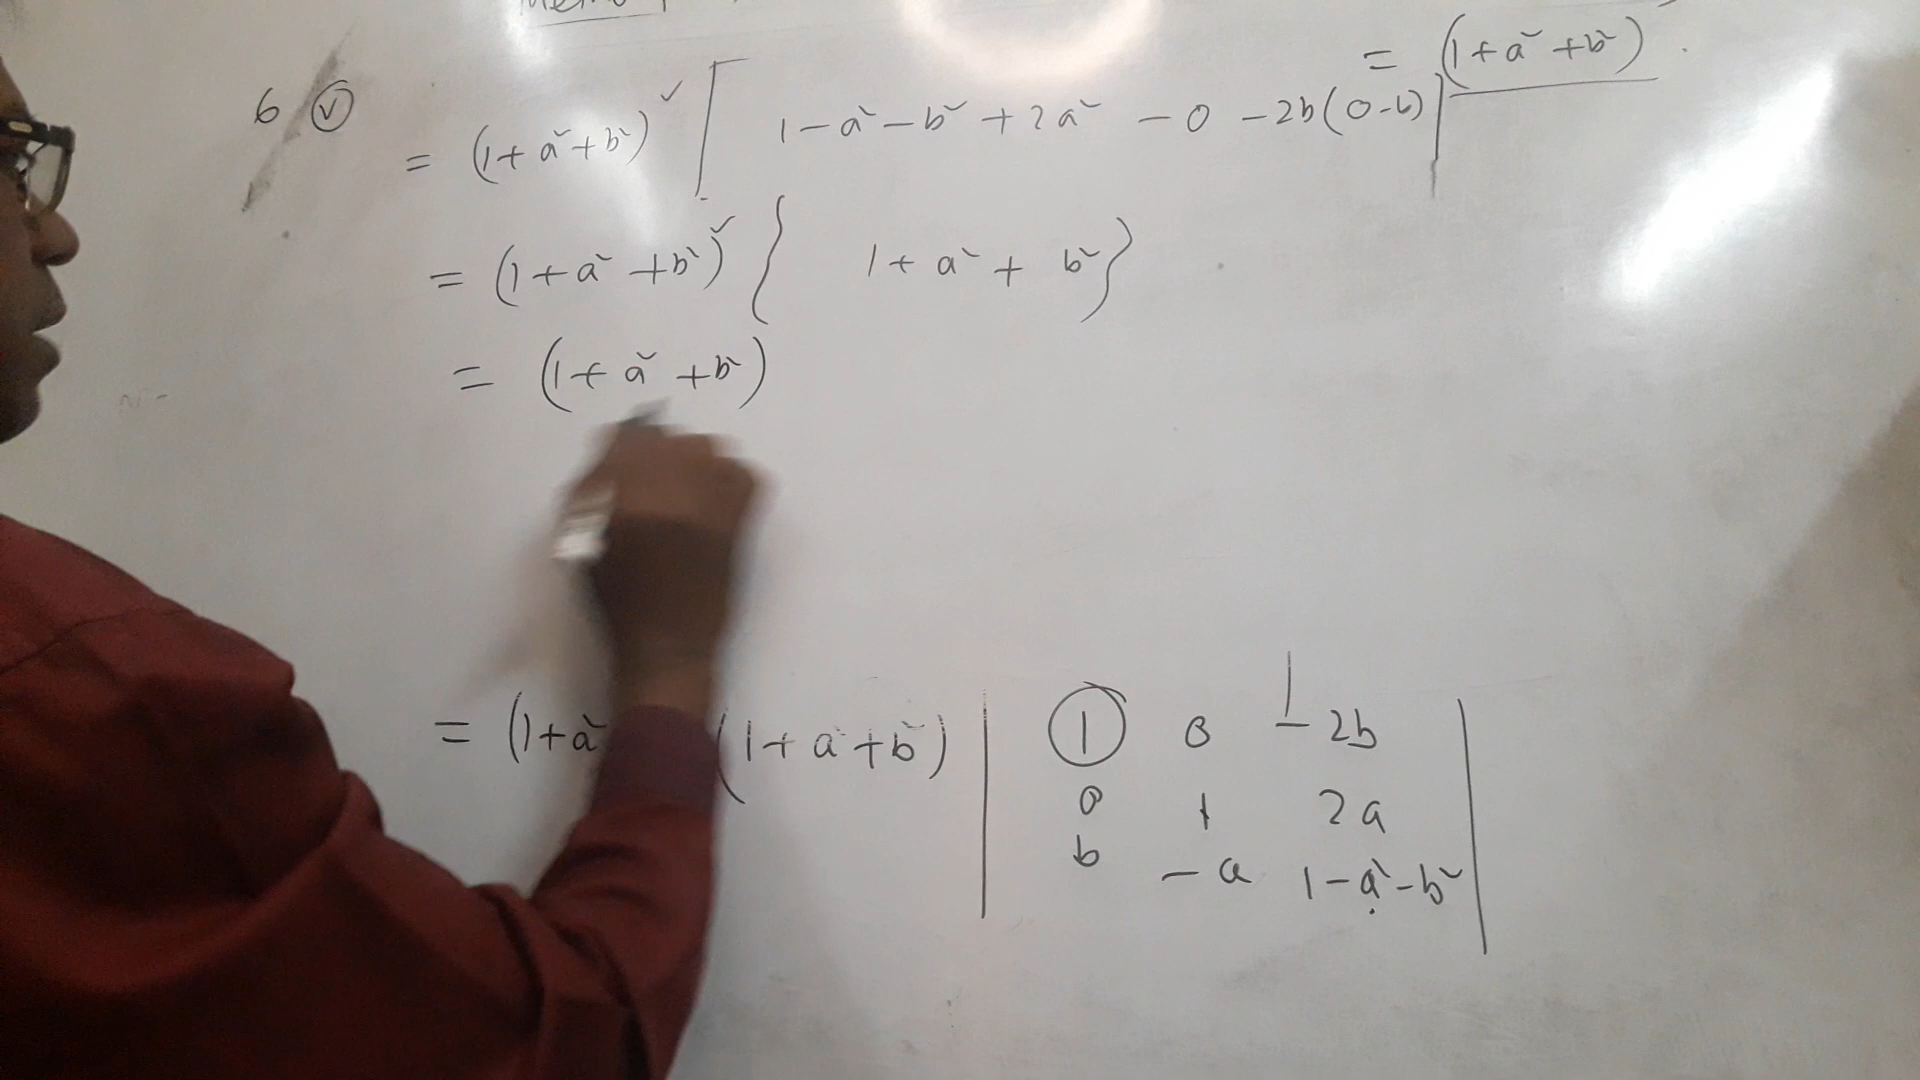 = (1+a²+b²)
6 ⓥ
= (1+a²+b²)² [ 1-a²-b²+2a² -0 -2b(0-b) ]
= (1+a²+b²)² { 1+a²+ b² }
= (1+a²+b²)
= (1+a² (1+a²+b²) | 1 0 -2b |
0 1 2a
b -a 1-a²-b²